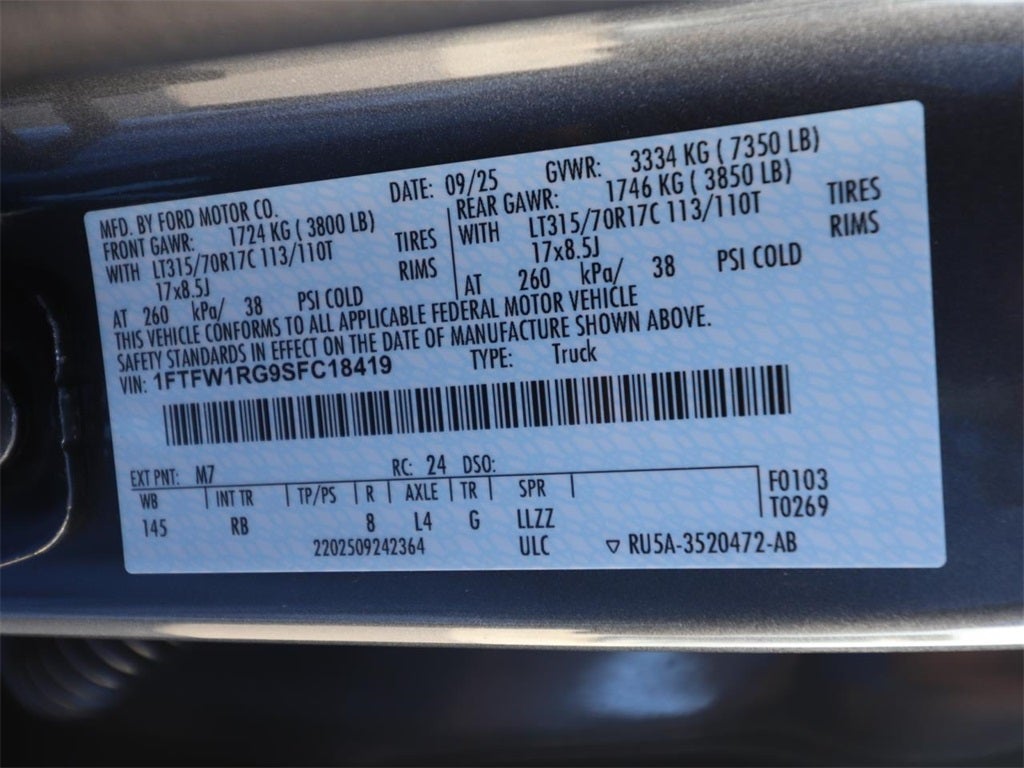 MFD. BY FORD MOTOR CO.
DATE: 09/25 GVWR: 3334 KG ( 7350 LB)
FRONT GAWR: 1724 KG ( 3800 LB)
WITH LT315/70R17C 113/110T TIRES
17x8.5J RIMS
AT 260 kPa/ 38 PSI COLD
REAR GAWR: 1746 KG ( 3850 LB)
WITH LT315/70R17C 113/110T TIRES
17x8.5J RIMS
AT 260 kPa/ 38 PSI COLD
THIS VEHICLE CONFORMS TO ALL APPLICABLE FEDERAL MOTOR VEHICLE
SAFETY STANDARDS IN EFFECT ON THE DATE OF MANUFACTURE SHOWN ABOVE.
VIN: 1FTFW1RG9SFC18419 TYPE: Truck
EXT PNT: M7 RC: 24 DSO:
WB INT TR TP/PS R AXLE TR SPR
145 RB 8 L4 G LLZZ
2202509242364 ULC ▽ RU5A-3520472-AB
F0103
T0269